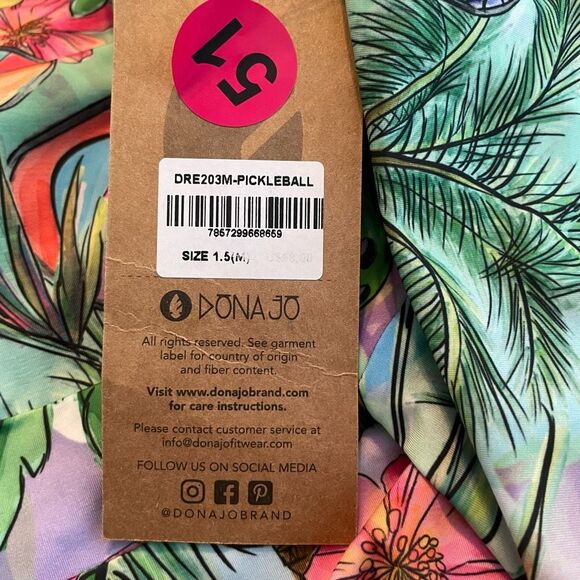 51
DRE203M-PICKLEBALL
7857299668659
SIZE 1.5(M)
DONAJO
All rights reserved. See garment
label for country of origin
and fiber content.
Visit www.donajobrand.com
for care instructions.
Please contact customer service at
info@donajofitwear.com
FOLLOW US ON SOCIAL MEDIA
@DONAJOBRAND